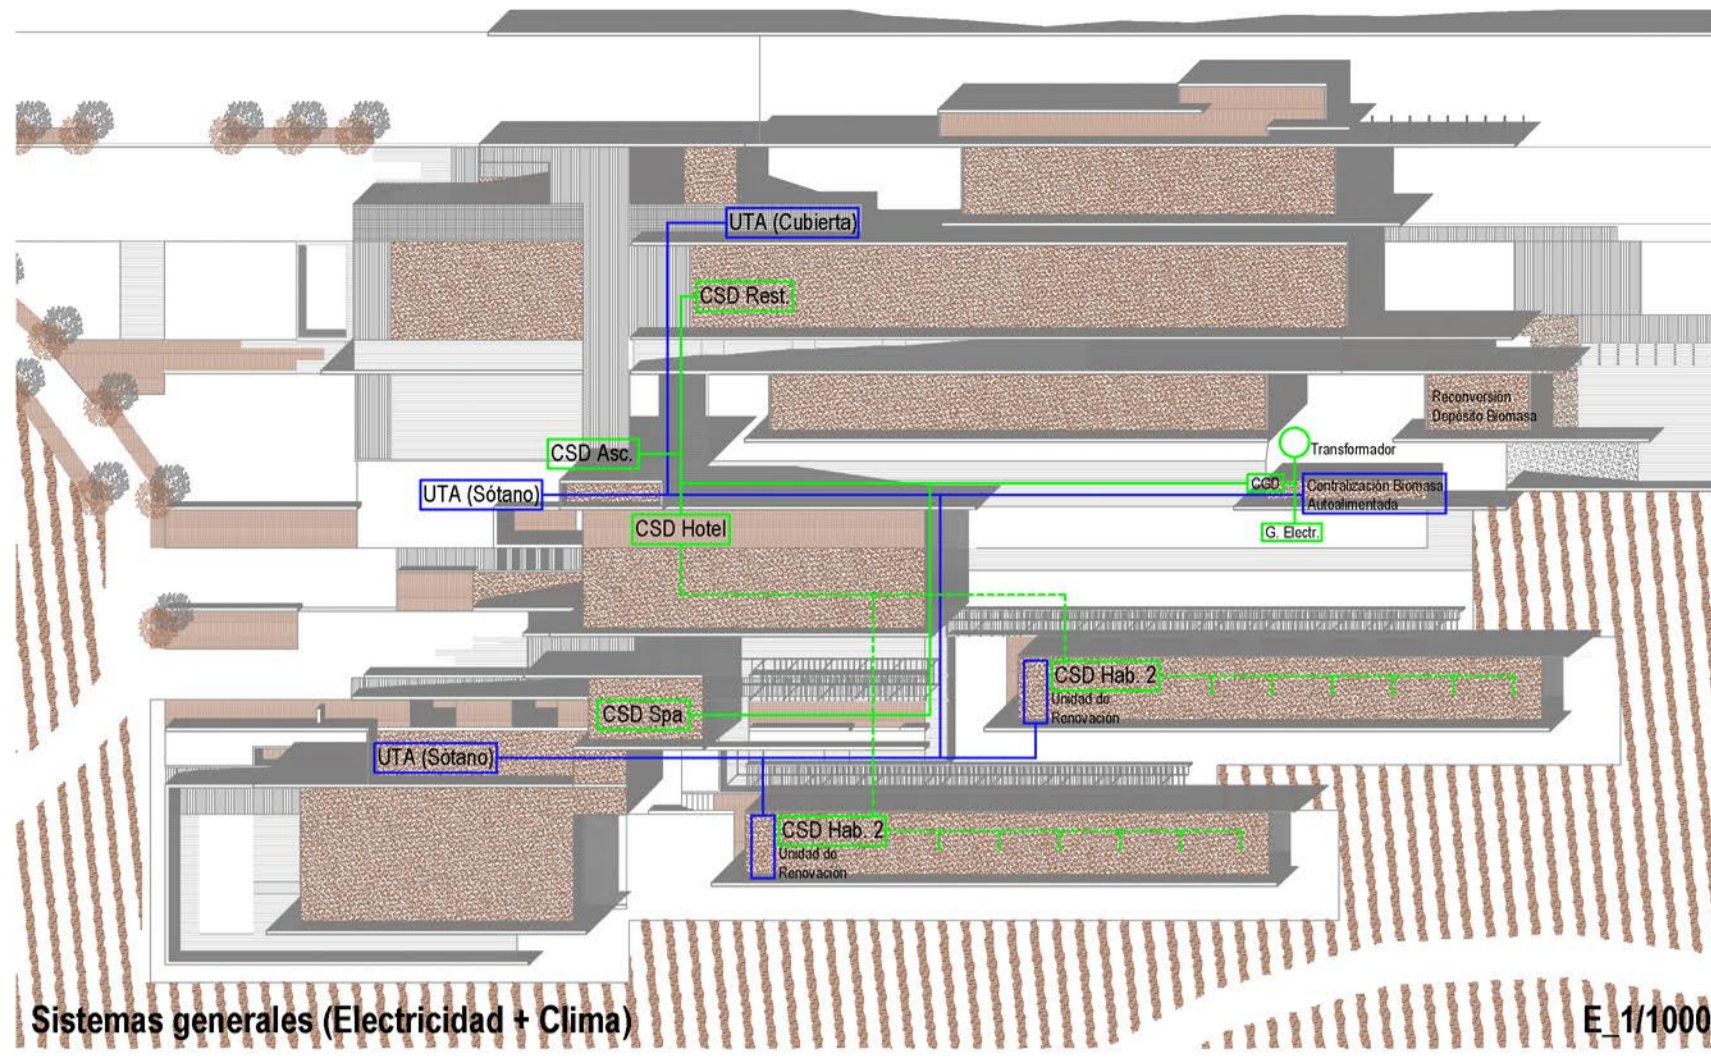 UTA (Cubierta)
CSD Rest.
Reconversión
Depósito Biomasa
CSD Asc.
Transformador
UTA (Sótano)
CGD
Centralización Biomasa
Autoalimentada
CSD Hotel
G. Electr.
CSD Hab. 2
Unidad de
Renovación
CSD Spa
UTA (Sótano)
CSD Hab. 2
Unidad de
Renovación
Sistemas generales (Electricidad + Clima)
E_1/1000